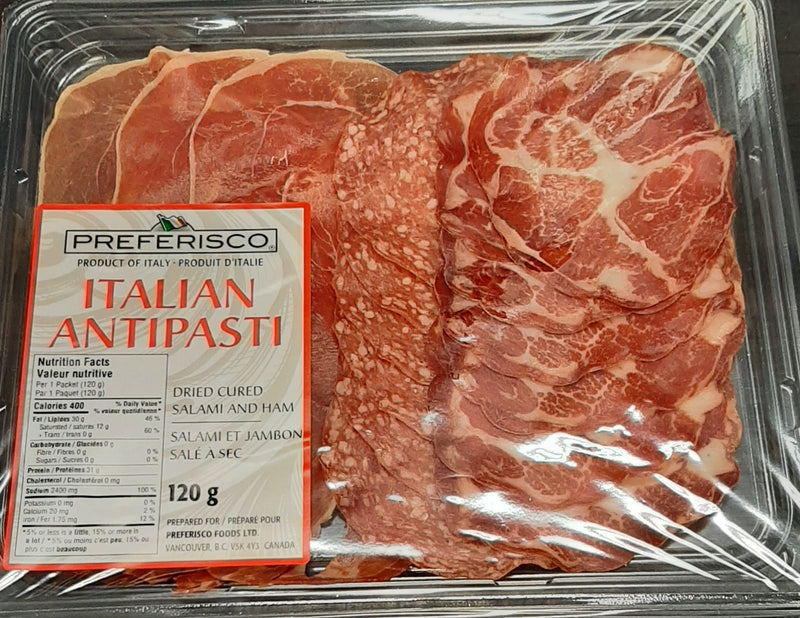 PREFERISCO®
PRODUCT OF ITALY · PRODUIT D'ITALIE
ITALIAN
ANTIPASTI
Nutrition Facts
Valeur nutritive
Per 1 Packet (120 g)
Par 1 Paquet (120 g)
% Daily Value*
Calories 400 % valeur quotidienne*
Fat / Lipides 30 g 46 %
Saturated / saturés 12 g
+ Trans / trans 0 g 60 %
Carbohydrate / Glucides 0 g
Fibre / Fibres 0 g 0 %
Sugars / Sucres 0 g 0 %
Protein / Protéines 31 g
Cholesterol / Cholestérol 0 mg
Sodium 2400 mg 100 %
Potassium 0 mg 0 %
Calcium 20 mg 2 %
Iron / Fer 1.75 mg 12 %
*5% or less is a little, 15% or more is
a lot / *5% ou moins c'est peu, 15% ou
plus c'est beaucoup
DRIED CURED
SALAMI AND HAM
SALAMI ET JAMBON
SALÉ À SEC
120 g
PREPARED FOR / PRÉPARÉ POUR
PREFERISCO FOODS LTD.
VANCOUVER, B.C. V5K 4Y3 CANADA